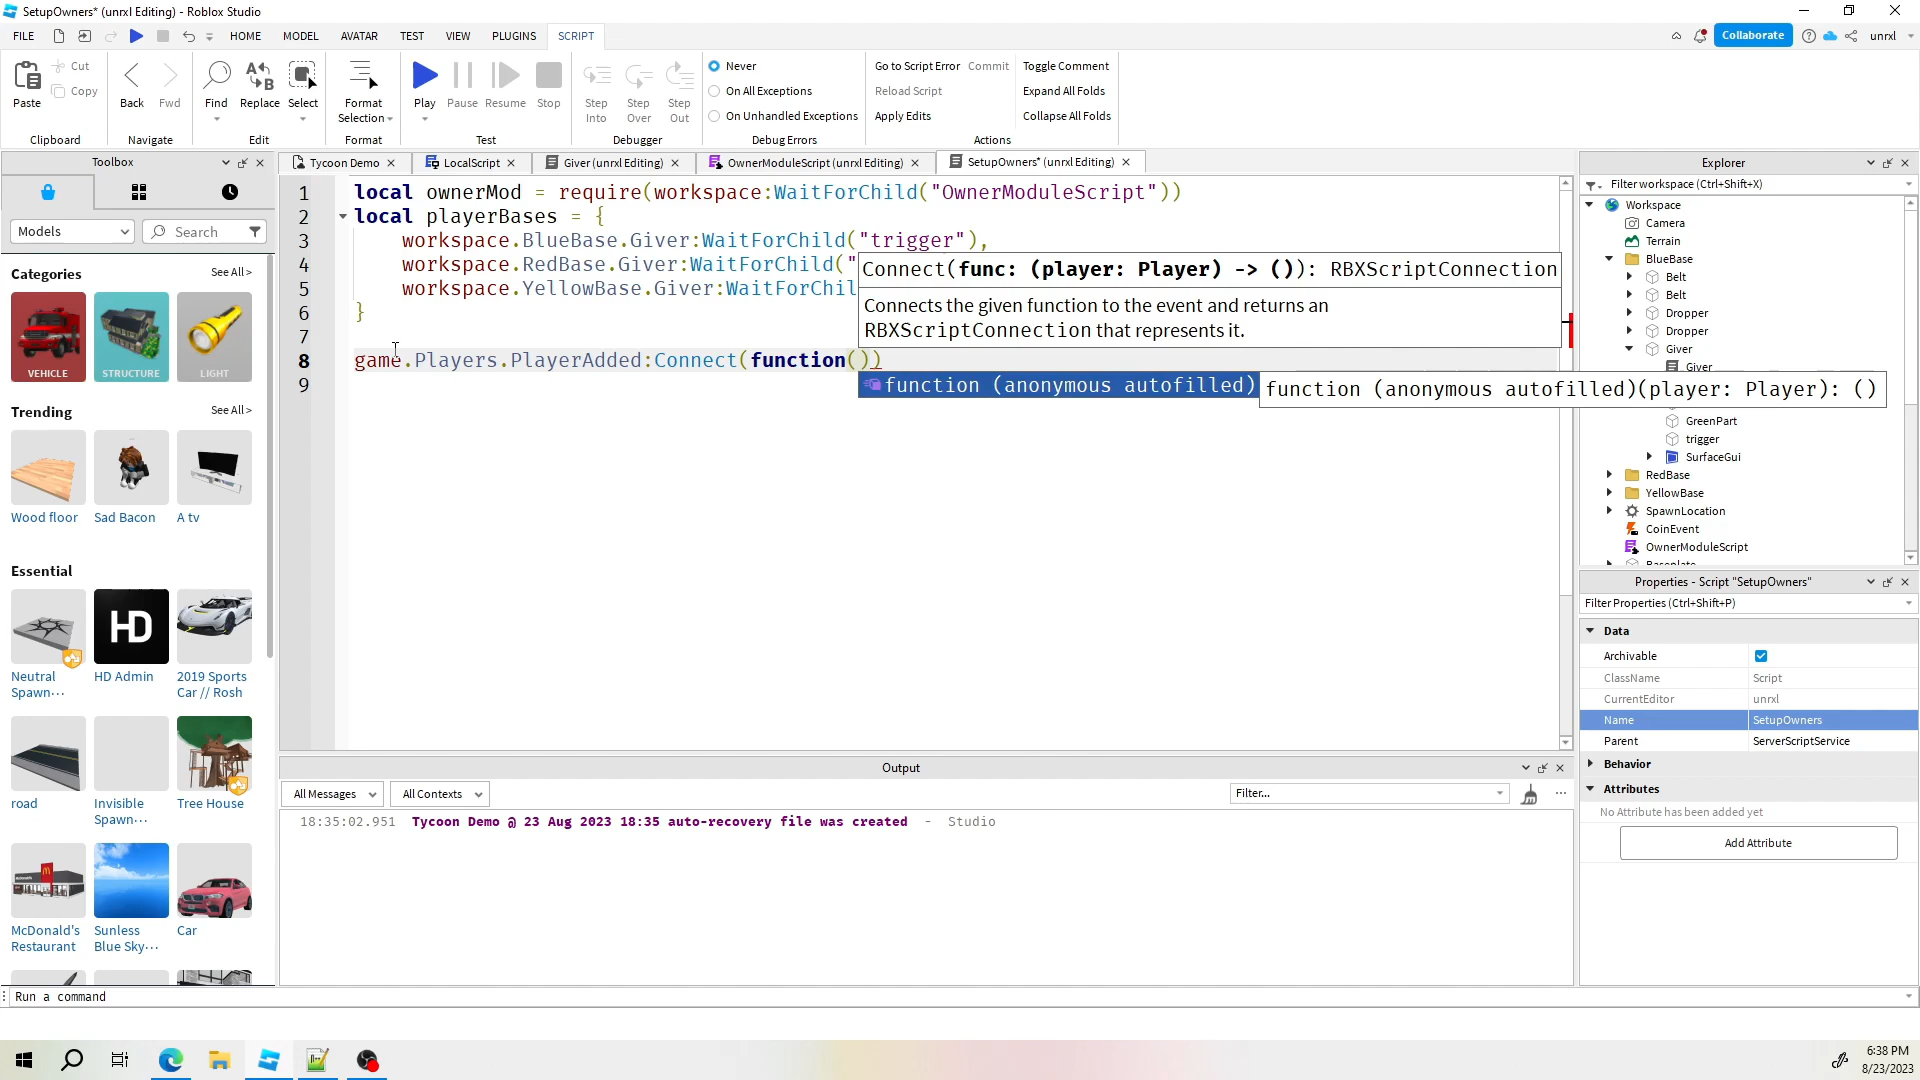 SetupOwners* (unrxl Editing) - Roblox Studio
FILE HOME MODEL AVATAR TEST VIEW PLUGINS SCRIPT Collaborate unrxl
Paste Cut Copy Clipboard
Back Fwd Navigate
Find Replace Select Edit
Format Selection Format
Play Pause Resume Stop Test
Step Into Step Over Step Out Debugger
Never
On All Exceptions
On Unhandled Exceptions
Debug Errors
Go to Script Error Commit
Reload Script
Apply Edits
Toggle Comment
Expand All Folds
Collapse All Folds
Actions
Toolbox
Models Search
Categories See All >
VEHICLE STRUCTURE LIGHT
Trending See All >
Wood floor Sad Bacon A tv
Essential
HD
Neutral Spawn... HD Admin 2019 Sports Car // Rosh
road Invisible Spawn... Tree House
McDonald's Restaurant Sunless Blue Sky... Car
Tycoon Demo LocalScript Giver (unrxl Editing) OwnerModuleScript (unrxl Editing) SetupOwners* (unrxl Editing)
1 local ownerMod = require(workspace:WaitForChild("OwnerModuleScript"))
2 local playerBases = {
3 workspace.BlueBase.Giver:WaitForChild("trigger"),
4 workspace.RedBase.Giver:WaitForChild("
5 workspace.YellowBase.Giver:WaitForChil
6 }
7
8 game.Players.PlayerAdded:Connect(function())
9
Connect(func: (player: Player) -> ()): RBXScriptConnection
Connects the given function to the event and returns an
RBXScriptConnection that represents it.
function (anonymous autofilled)
function (anonymous autofilled)(player: Player): ()
Output
All Messages All Contexts Filter...
18:35:02.951 Tycoon Demo @ 23 Aug 2023 18:35 auto-recovery file was created - Studio
Explorer
Filter workspace (Ctrl+Shift+X)
Workspace
Camera
Terrain
BlueBase
Belt
Belt
Dropper
Dropper
Giver
Giver
GreenPart
trigger
SurfaceGui
RedBase
YellowBase
SpawnLocation
CoinEvent
OwnerModuleScript
Baseplate
Properties - Script "SetupOwners"
Filter Properties (Ctrl+Shift+P)
Data
Archivable
ClassName Script
CurrentEditor unrxl
Name SetupOwners
Parent ServerScriptService
Behavior
Attributes
No Attribute has been added yet
Add Attribute
Run a command
6:38 PM
8/23/2023